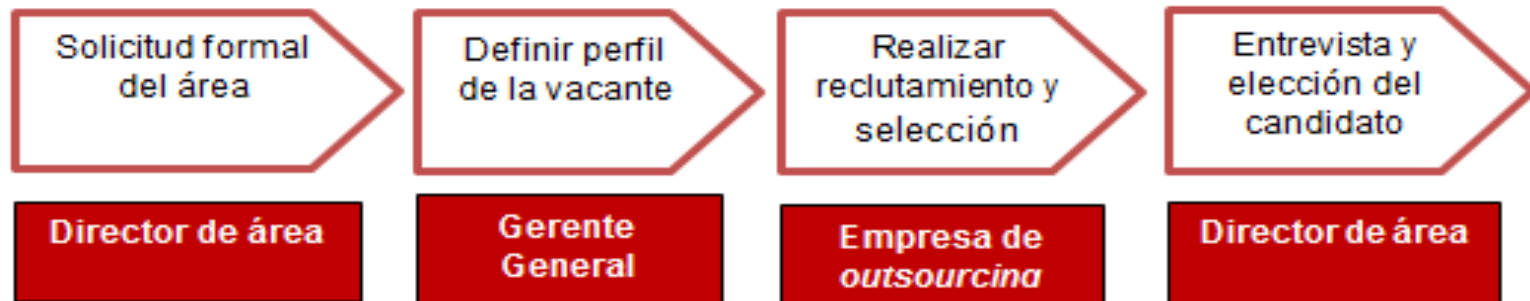 Solicitud formal
del área
Definir perfil
de la vacante
Realizar
reclutamiento y
selección
Entrevista y
elección del
candidato
Director de área
Gerente
General
Empresa de
outsourcing
Director de área